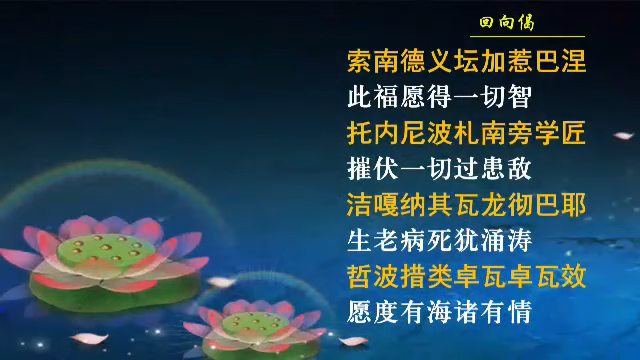 回向偈
索南德义坛加惹巴涅
此福愿得一切智
托内尼波札南旁学匠
摧伏一切过患敌
洁嘎纳其瓦龙彻巴耶
生老病死犹涌涛
哲波措类卓瓦卓瓦效
愿度有海诸有情